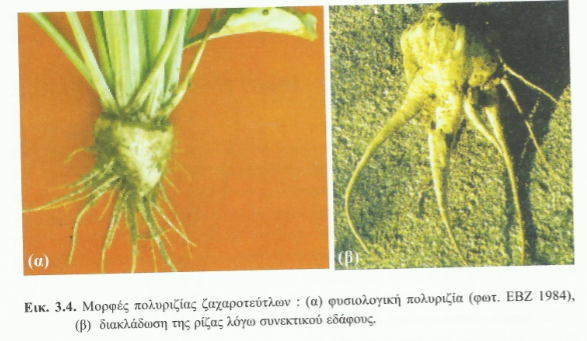 (α)
(β)
Εικ. 3.4. Μορφές πολυριζίας ζαχαροτεύτλων : (α) φυσιολογική πολυριζία (φωτ. ΕΒΖ 1984),
(β) διακλάδωση της ρίζας λόγω συνεκτικού εδάφους.